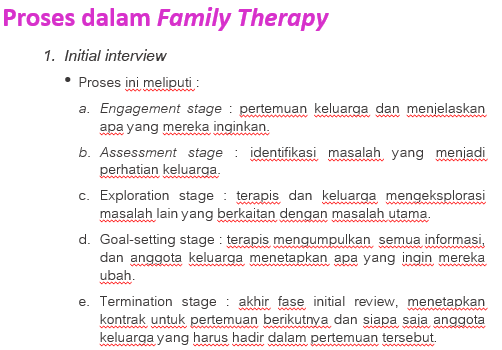 Proses dalam Family Therapy
1. Initial interview
• Proses ini meliputi :
a. Engagement stage : pertemuan keluarga dan menjelaskan
apa yang mereka inginkan.
b. Assessment stage : identifikasi masalah yang menjadi
perhatian keluarga.
c. Exploration stage : terapis dan keluarga mengeksplorasi
masalah lain yang berkaitan dengan masalah utama.
d. Goal-setting stage : terapis mengumpulkan semua informasi,
dan anggota keluarga menetapkan apa yang ingin mereka
ubah.
e. Termination stage : akhir fase initial review, menetapkan
kontrak untuk pertemuan berikutnya dan siapa saja anggota
keluarga yang harus hadir dalam pertemuan tersebut.